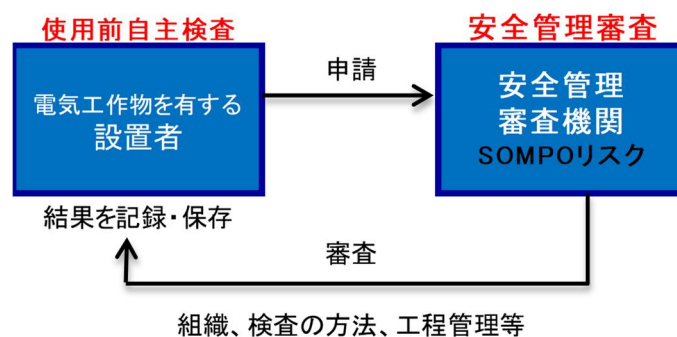 使用前自主検査
安全管理審査
電気工作物を有する
設置者
申請
安全管理
審査機関
SOMPOリスク
結果を記録・保存
審査
組織、検査の方法、工程管理等